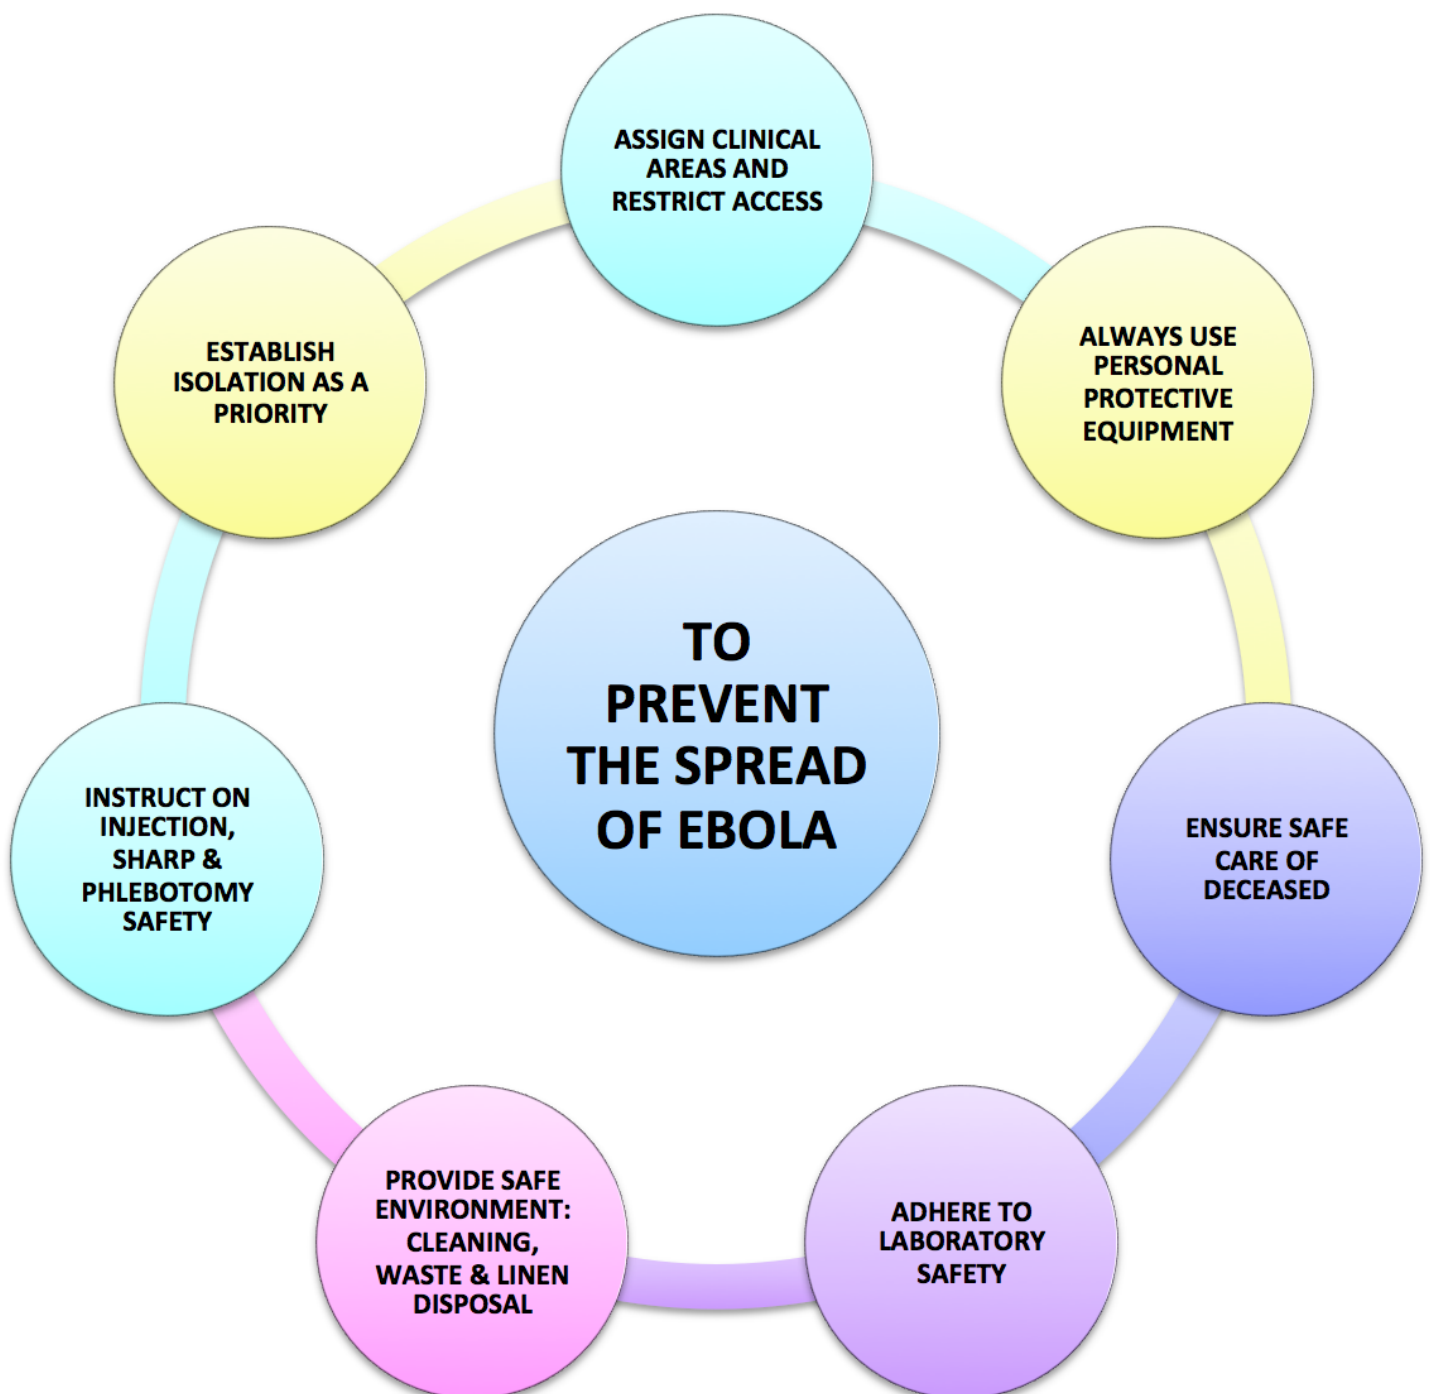 ASSIGN CLINICAL
AREAS AND
RESTRICT ACCESS
ALWAYS USE
PERSONAL
PROTECTIVE
EQUIPMENT
ENSURE SAFE
CARE OF
DECEASED
ADHERE TO
LABORATORY
SAFETY
PROVIDE SAFE
ENVIRONMENT:
CLEANING,
WASTE & LINEN
DISPOSAL
INSTRUCT ON
INJECTION,
SHARP &
PHLEBOTOMY
SAFETY
ESTABLISH
ISOLATION AS A
PRIORITY
TO
PREVENT
THE SPREAD
OF EBOLA